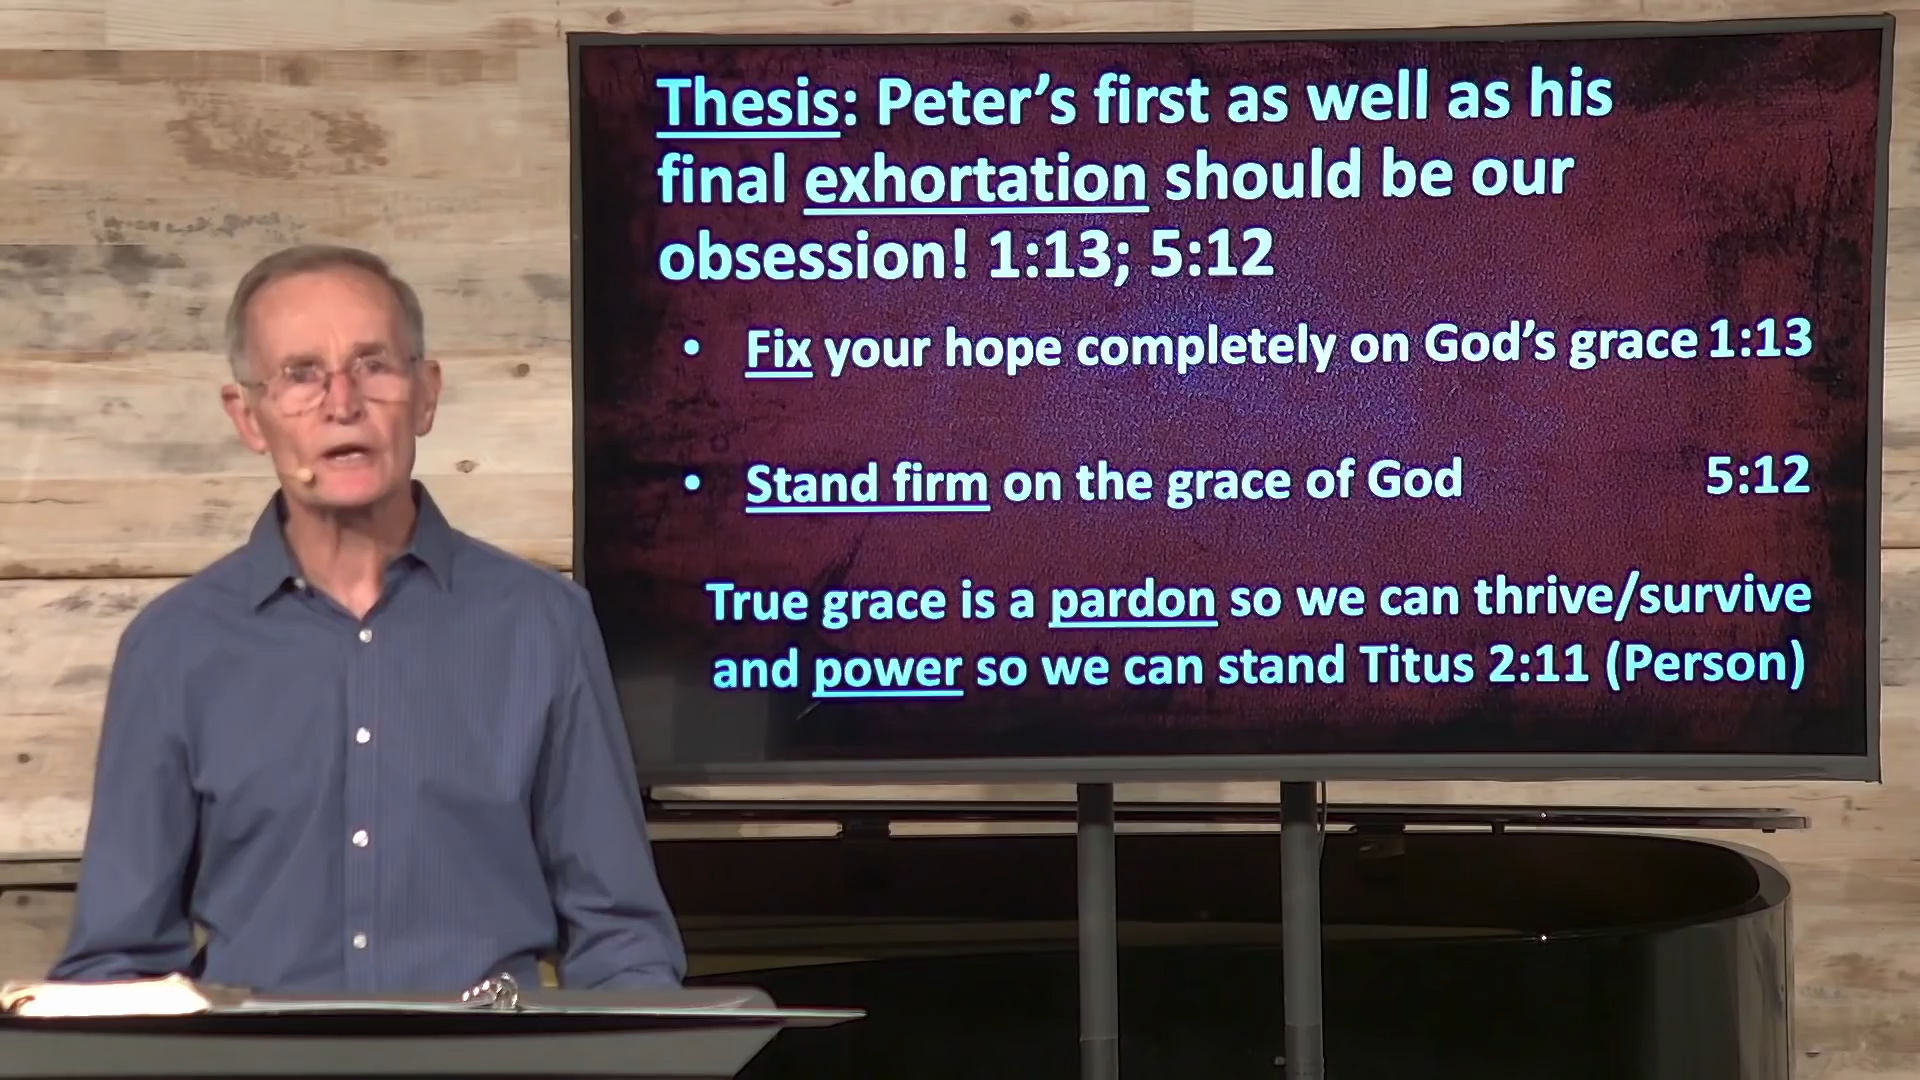 Thesis: Peter’s first as well as his
final exhortation should be our
obsession! 1:13; 5:12
• Fix your hope completely on God’s grace 1:13
• Stand firm on the grace of God 5:12
True grace is a pardon so we can thrive/survive
and power so we can stand Titus 2:11 (Person)